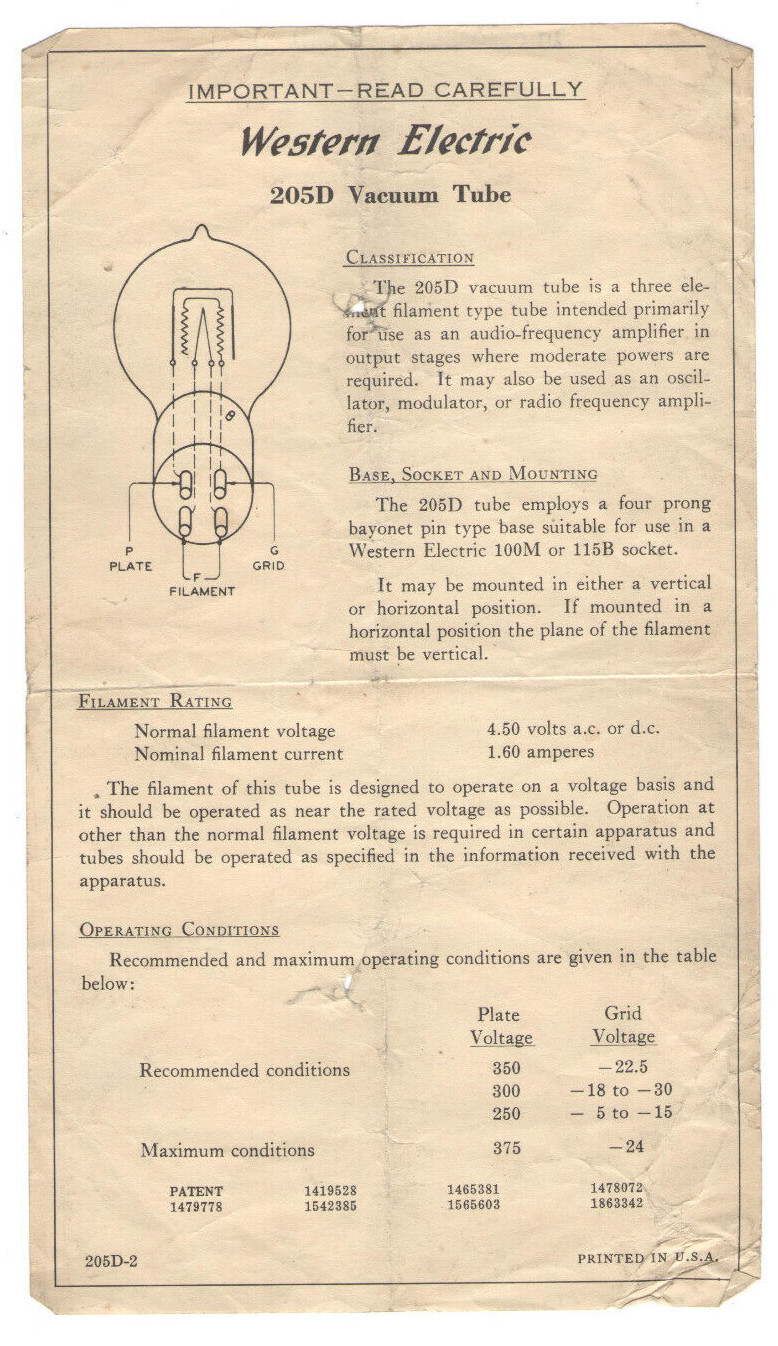 IMPORTANT—READ CAREFULLY
Western Electric
205D Vacuum Tube
P
PLATE
F
FILAMENT
G
GRID
CLASSIFICATION
The 205D vacuum tube is a three ele-
filament type tube intended primarily
for use as an audio-frequency amplifier in
output stages where moderate powers are
required. It may also be used as an oscil-
lator, modulator, or radio frequency ampli-
fier.
BASE, SOCKET AND MOUNTING
The 205D tube employs a four prong
bayonet pin type base suitable for use in a
Western Electric 100M or 115B socket.
It may be mounted in either a vertical
or horizontal position. If mounted in a
horizontal position the plane of the filament
must be vertical.
FILAMENT RATING
Normal filament voltage 4.50 volts a.c. or d.c.
Nominal filament current 1.60 amperes
The filament of this tube is designed to operate on a voltage basis and
it should be operated as near the rated voltage as possible. Operation at
other than the normal filament voltage is required in certain apparatus and
tubes should be operated as specified in the information received with the
apparatus.
OPERATING CONDITIONS
Recommended and maximum operating conditions are given in the table
below:
Plate Grid
Voltage Voltage
Recommended conditions 350 —22.5
300 —18 to —30
250 — 5 to —15
Maximum conditions 375 —24
PATENT 1419528 1465381 1478072
1479778 1542385 1565603 1863342
205D-2 PRINTED IN U.S.A.